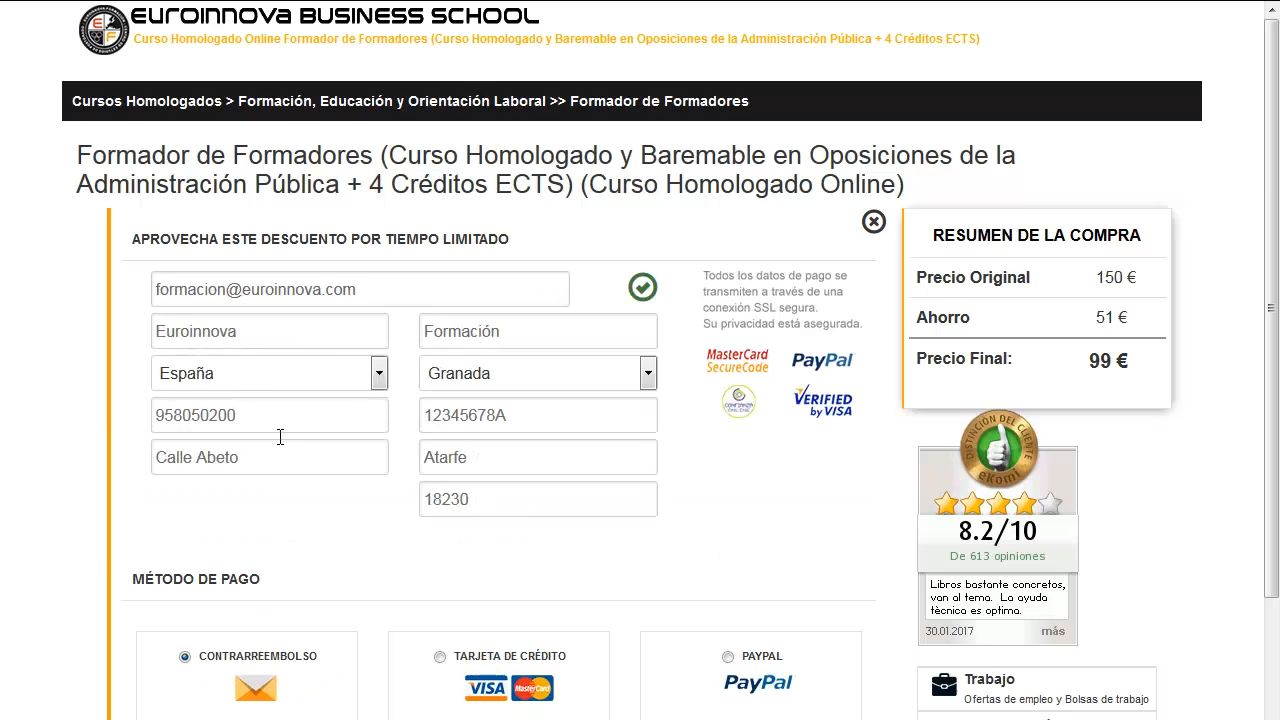 EUROINNOVA BUSINESS SCHOOL
Curso Homologado Online Formador de Formadores (Curso Homologado y Baremable en Oposiciones de la Administración Pública + 4 Créditos ECTS)
Cursos Homologados > Formación, Educación y Orientación Laboral >> Formador de Formadores
Formador de Formadores (Curso Homologado y Baremable en Oposiciones de la
Administración Pública + 4 Créditos ECTS) (Curso Homologado Online)
APROVECHA ESTE DESCUENTO POR TIEMPO LIMITADO
formacion@euroinnova.com
Euroinnova
Formación
España
Granada
958050200
12345678A
Calle Abeto
Atarfe
18230
Todos los datos de pago se
transmiten a través de una
conexión SSL segura.
Su privacidad está asegurada.
MasterCard
SecureCode
PayPal
CONFIANZA
ONLINE
VERIFIED
by VISA
RESUMEN DE LA COMPRA
Precio Original 150 €
Ahorro 51 €
Precio Final: 99 €
DISTINCIÓN DEL CLIENTE
eKomi
8.2/10
De 613 opiniones
Libros bastante concretos,
van al tema. La ayuda
tècnica es optima.
30.01.2017 más
Trabajo
Ofertas de empleo y Bolsas de trabajo
MÉTODO DE PAGO
CONTRARREEMBOLSO
TARJETA DE CRÉDITO
VISA
MasterCard
PAYPAL
PayPal